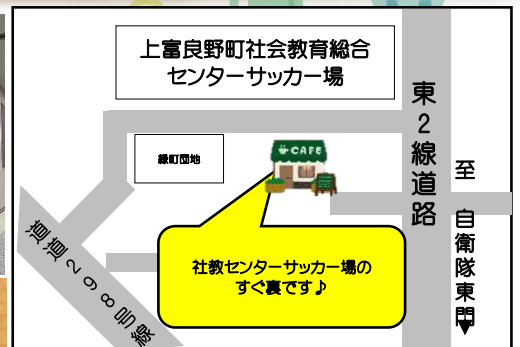 上富良野町社会教育総合
センターサッカー場
東2線道路
緑町団地
CAFE
至 自衛隊東門▼
社教センターサッカー場の
すぐ裏です♪
道道298号線